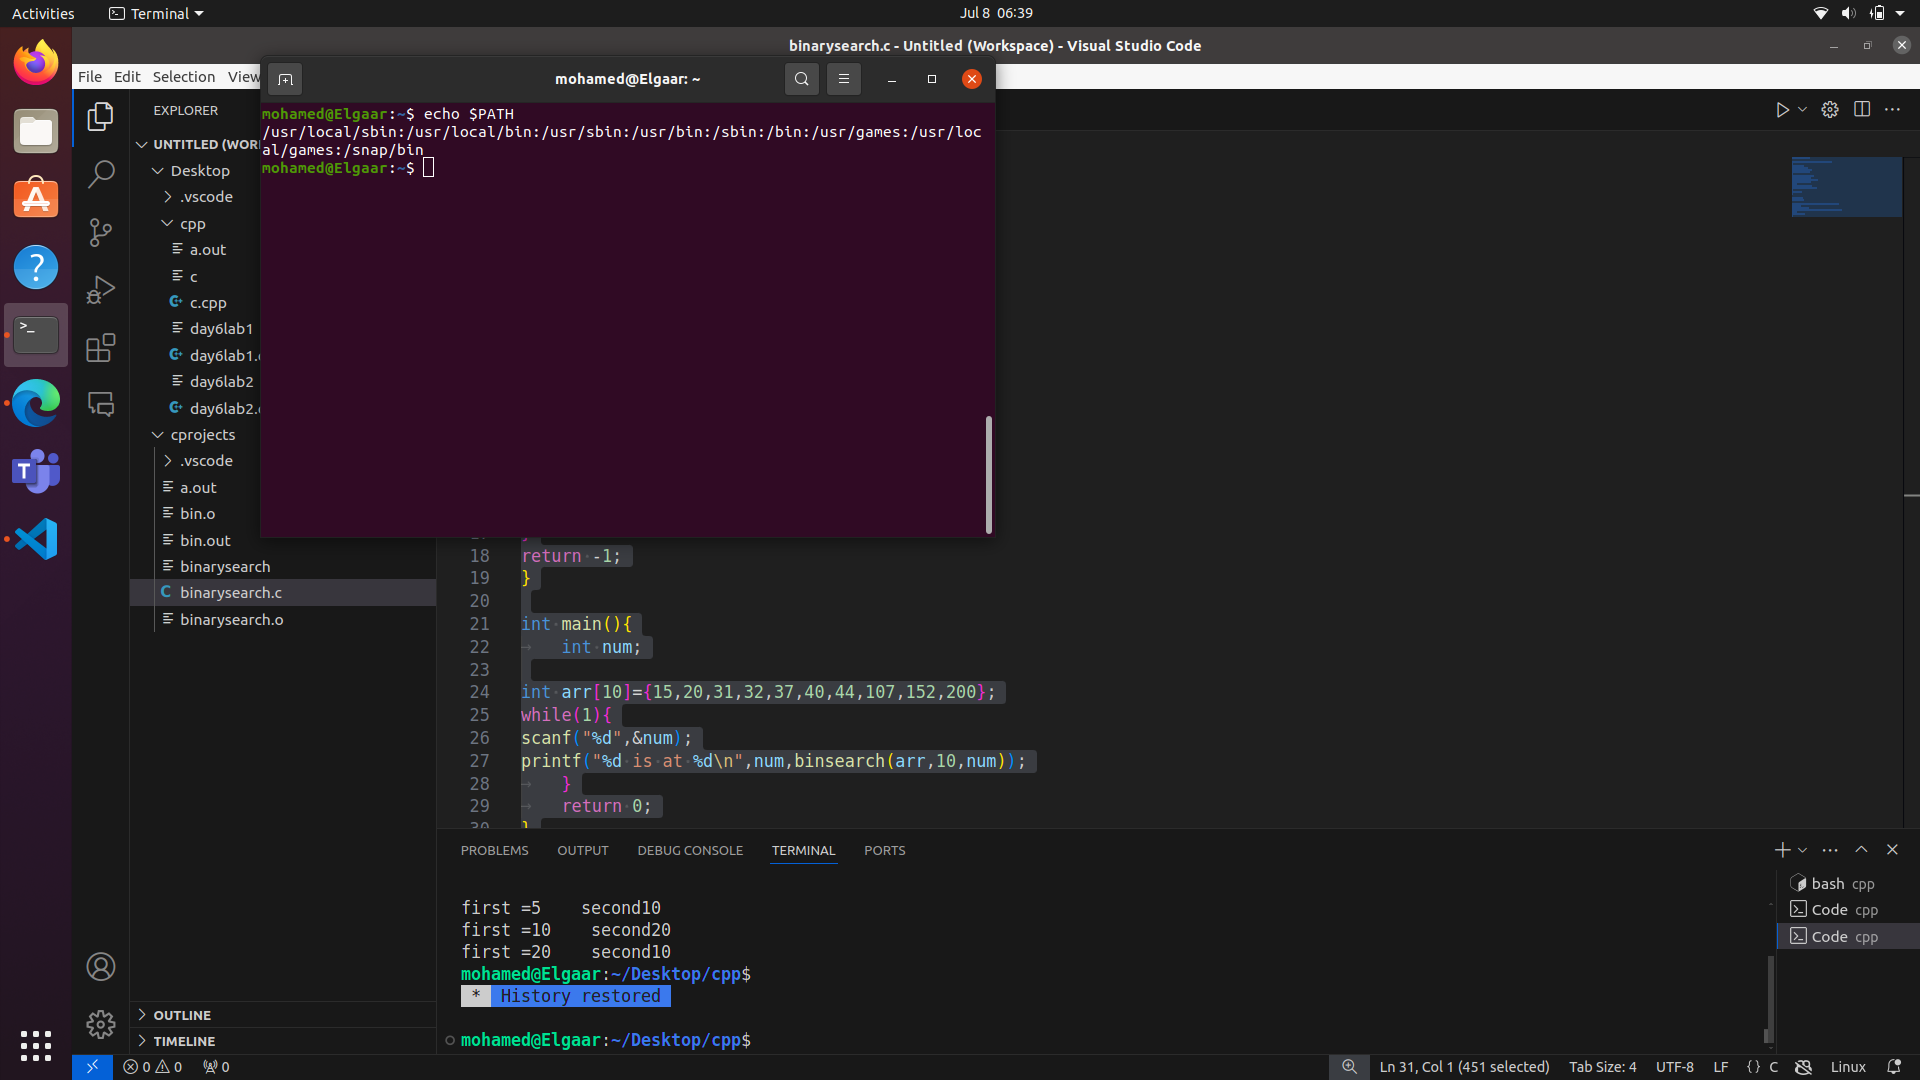 Activities
Terminal
Jul 8 06:39
binarysearch.c - Untitled (Workspace) - Visual Studio Code
File Edit Selection View
mohamed@Elgaar: ~
mohamed@Elgaar:~$ echo $PATH
/usr/local/sbin:/usr/local/bin:/usr/sbin:/usr/bin:/sbin:/bin:/usr/games:/usr/loc
al/games:/snap/bin
mohamed@Elgaar:~$
EXPLORER
UNTITLED (WOR
Desktop
.vscode
cpp
a.out
c
c.cpp
day6lab1
day6lab1.
day6lab2
day6lab2.
cprojects
.vscode
a.out
bin.o
bin.out
binarysearch
binarysearch.c
binarysearch.o
OUTLINE
TIMELINE
18 return -1;
19 }
20
21 int main(){
22 int num;
23
24 int arr[10]={15,20,31,32,37,40,44,107,152,200};
25 while(1){
26 scanf("%d",&num);
27 printf("%d is at %d\n",num,binsearch(arr,10,num));
28 }
29 return 0;
30 }
PROBLEMS OUTPUT DEBUG CONSOLE TERMINAL PORTS
first =5 second10
first =10 second20
first =20 second10
mohamed@Elgaar:~/Desktop/cpp$
* History restored
mohamed@Elgaar:~/Desktop/cpp$
bash cpp
Code cpp
Code cpp
0 0 0
Ln 31, Col 1 (451 selected) Tab Size: 4 UTF-8 LF {} C Linux